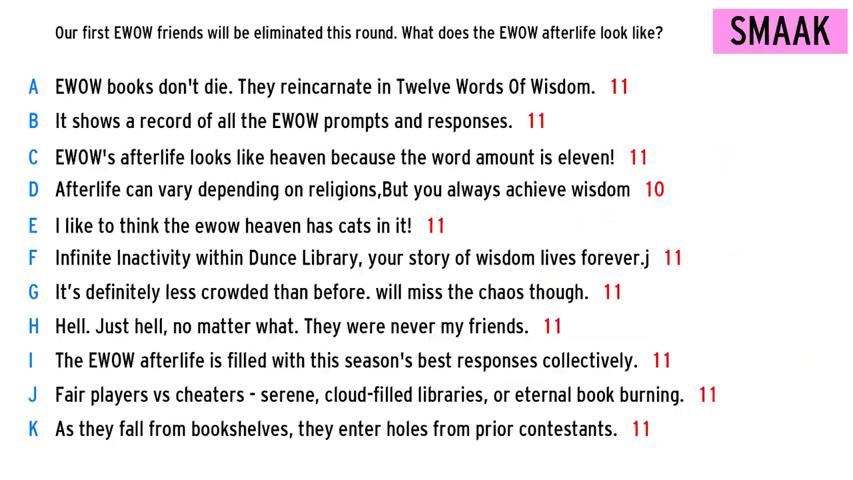 Our first EWOW friends will be eliminated this round. What does the EWOW afterlife look like?
SMAAK
A EWOW books don't die. They reincarnate in Twelve Words Of Wisdom. 11
B It shows a record of all the EWOW prompts and responses. 11
C EWOW's afterlife looks like heaven because the word amount is eleven! 11
D Afterlife can vary depending on religions,But you always achieve wisdom 10
E I like to think the ewow heaven has cats in it! 11
F Infinite Inactivity within Dunce Library, your story of wisdom lives forever.j 11
G It’s definitely less crowded than before. will miss the chaos though. 11
H Hell. Just hell, no matter what. They were never my friends. 11
I The EWOW afterlife is filled with this season's best responses collectively. 11
J Fair players vs cheaters - serene, cloud-filled libraries, or eternal book burning. 11
K As they fall from bookshelves, they enter holes from prior contestants. 11